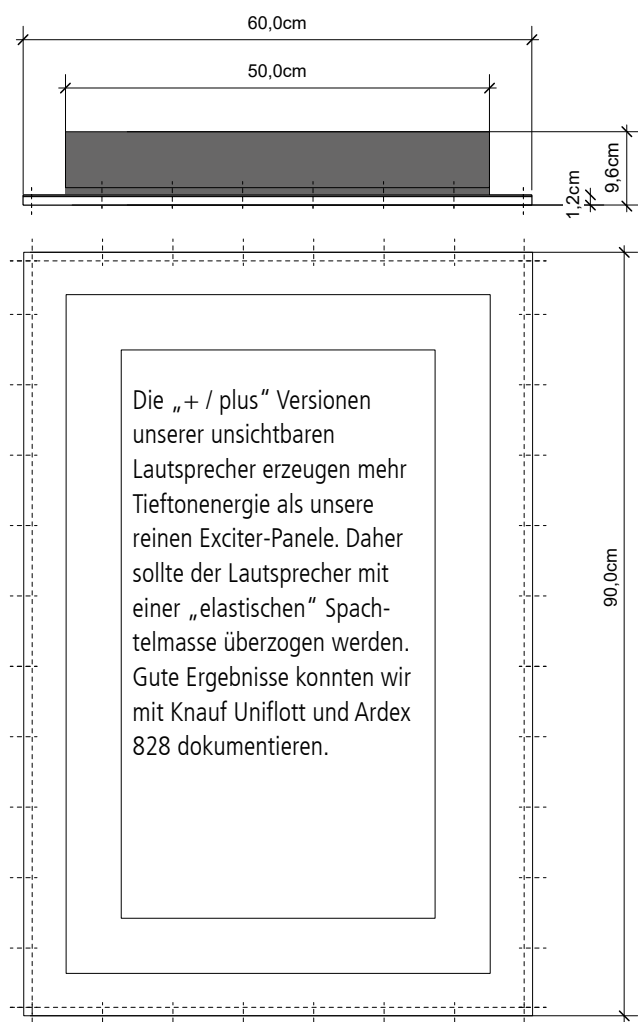 60,0cm
50,0cm
9,6cm
1,2cm
Die „+ / plus“ Versionen
unserer unsichtbaren
Lautsprecher erzeugen mehr
Tieftonenergie als unsere
reinen Exciter-Panele. Daher
sollte der Lautsprecher mit
einer „elastischen“ Spach-
telmasse überzogen werden.
Gute Ergebnisse konnten wir
mit Knauf Uniflott und Ardex
828 dokumentieren.
90,0cm